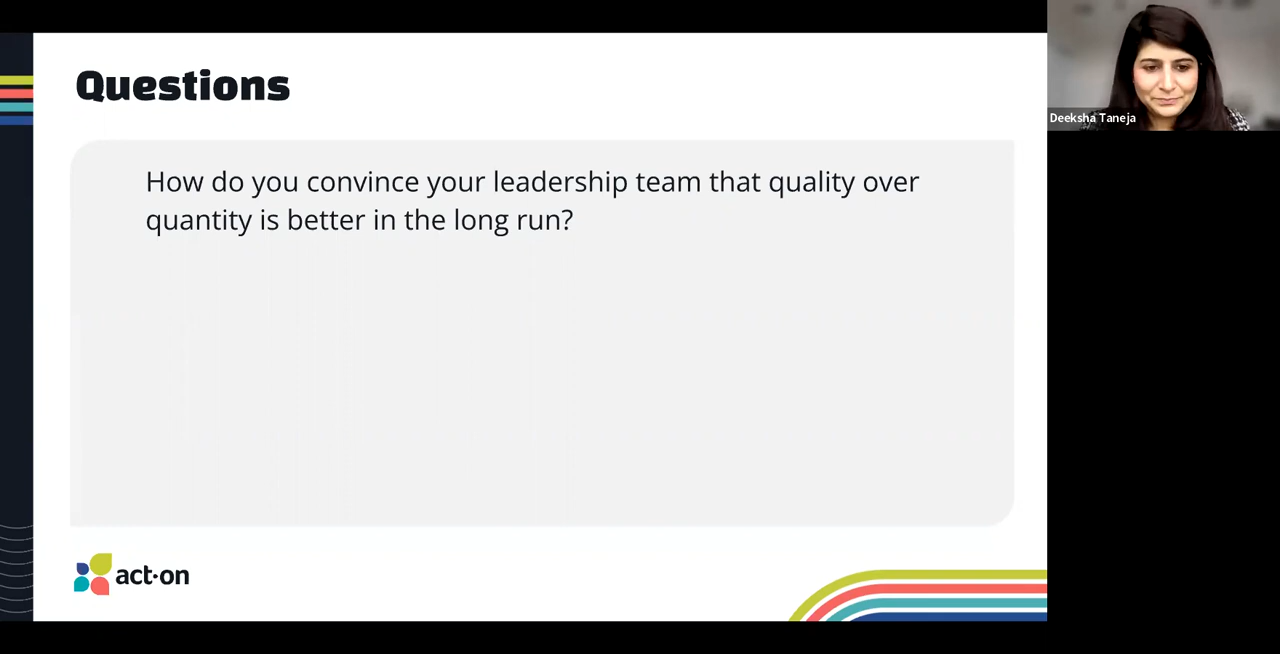 Questions
How do you convince your leadership team that quality over
quantity is better in the long run?
act-on
Deeksha Taneja